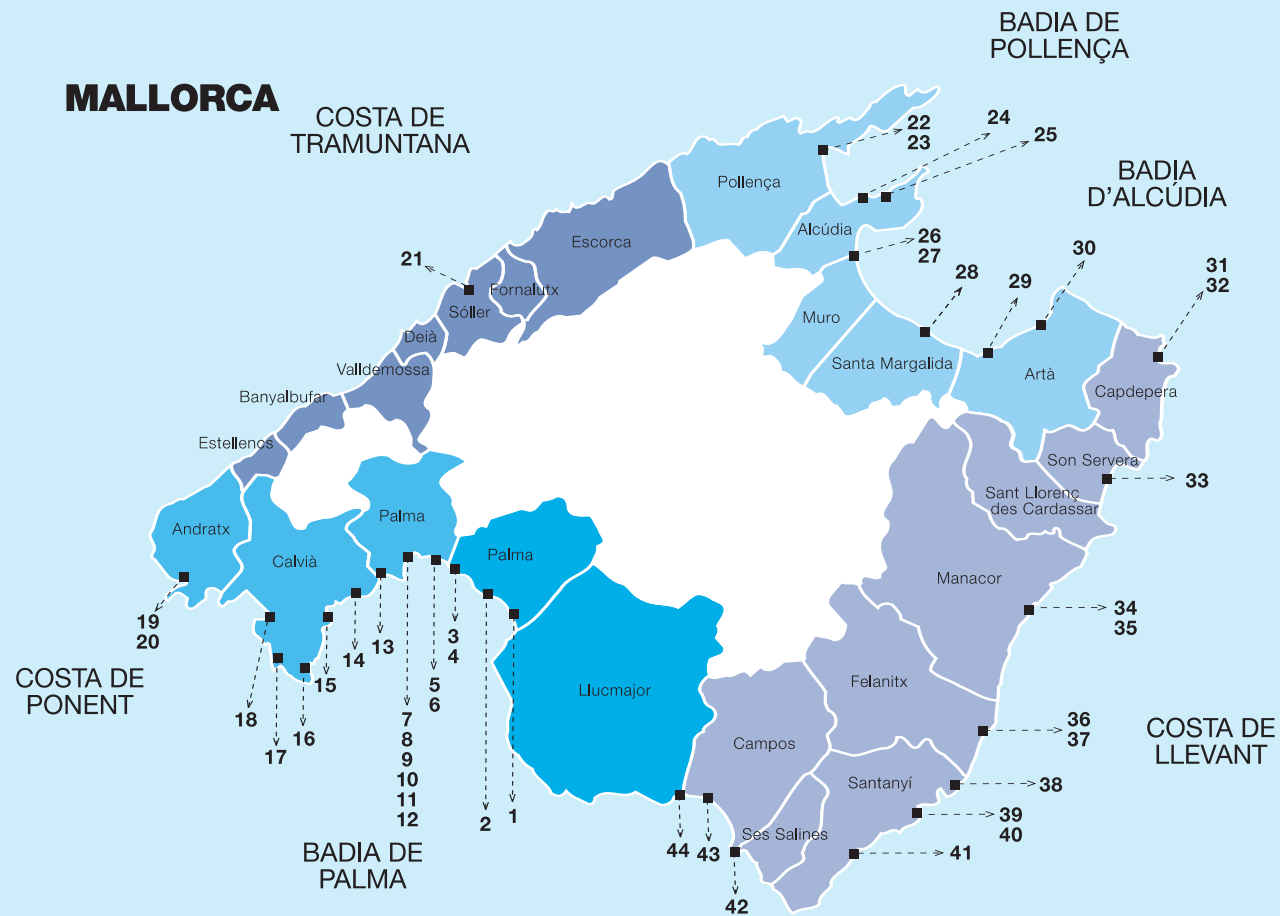 BADIA DE
POLLENÇA
MALLORCA
COSTA DE
TRAMUNTANA
22
23
24
25
Pollença
BADIA
D'ALCÚDIA
Alcúdia
Escorca
26
27
21
28
29
30
31
32
Fornalutx
Sóller
Muro
Deià
Santa Margalida
Artà
Capdepera
Valldemossa
Banyalbufar
Estellencs
Son Servera
33
Sant Llorenç
des Cardassar
Andratx
Palma
Calvià
Palma
Manacor
34
35
19
20
18
17
16
15
14
13
7
8
9
10
11
12
5
6
3
4
2
1
COSTA DE
PONENT
Llucmajor
Felanitx
36
37
COSTA DE
LLEVANT
Campos
Santanyí
38
39
40
Ses Salines
41
44
43
42
BADIA DE
PALMA